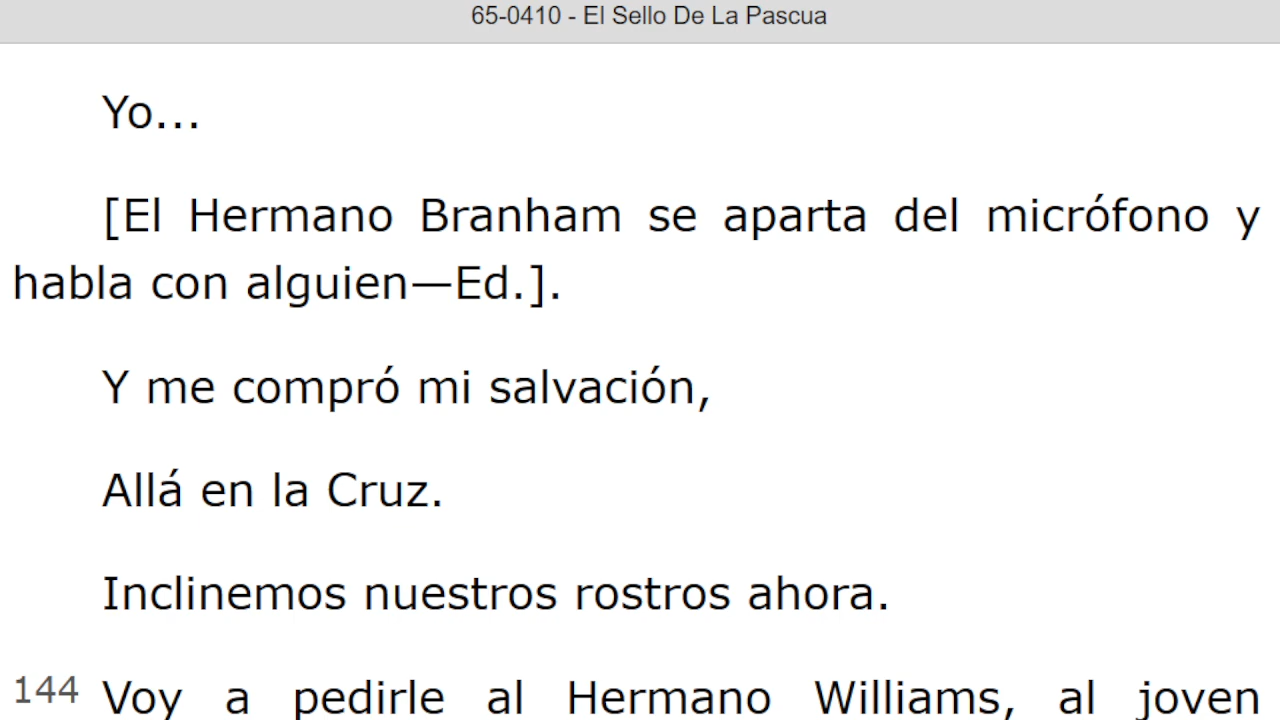 65-0410 - El Sello De La Pascua
Yo...
[El Hermano Branham se aparta del micrófono y
habla con alguien—Ed.].
Y me compró mi salvación,
Allá en la Cruz.
Inclinemos nuestros rostros ahora.
144 Voy a pedirle al Hermano Williams, al joven